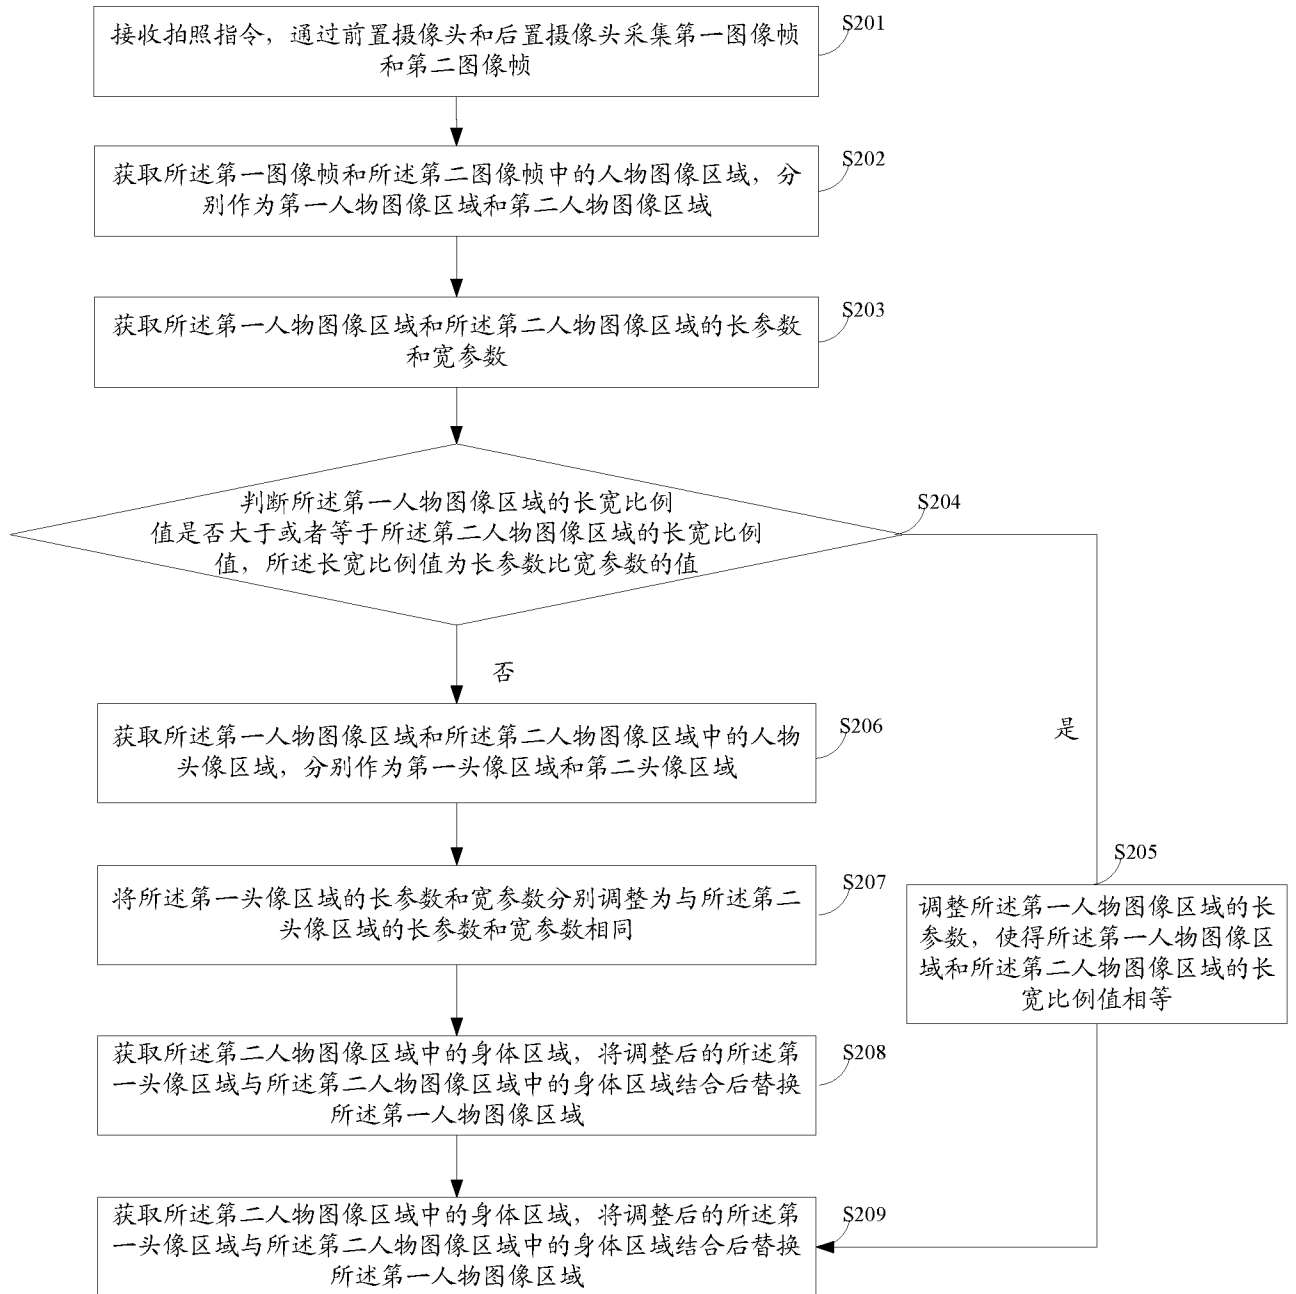 接收拍照指令，通过前置摄像头和后置摄像头采集第一图像帧
和第二图像帧
S201
获取所述第一图像帧和所述第二图像帧中的人物图像区域，分
别作为第一人物图像区域和第二人物图像区域
S202
获取所述第一人物图像区域和所述第二人物图像区域的长参数
和宽参数
S203
判断所述第一人物图像区域的长宽比例
值是否大于或者等于所述第二人物图像区域的长宽比例
值，所述长宽比例值为长参数比宽参数的值
S204
否
是
获取所述第一人物图像区域和所述第二人物图像区域中的人物
头像区域，分别作为第一头像区域和第二头像区域
S206
将所述第一头像区域的长参数和宽参数分别调整为与所述第二
头像区域的长参数和宽参数相同
S207
S205
调整所述第一人物图像区域的长
参数，使得所述第一人物图像区
域和所述第二人物图像区域的长
宽比例值相等
获取所述第二人物图像区域中的身体区域，将调整后的所述第
一头像区域与所述第二人物图像区域中的身体区域结合后替换
所述第一人物图像区域
S208
获取所述第二人物图像区域中的身体区域，将调整后的所述第
一头像区域与所述第二人物图像区域中的身体区域结合后替换
所述第一人物图像区域
S209